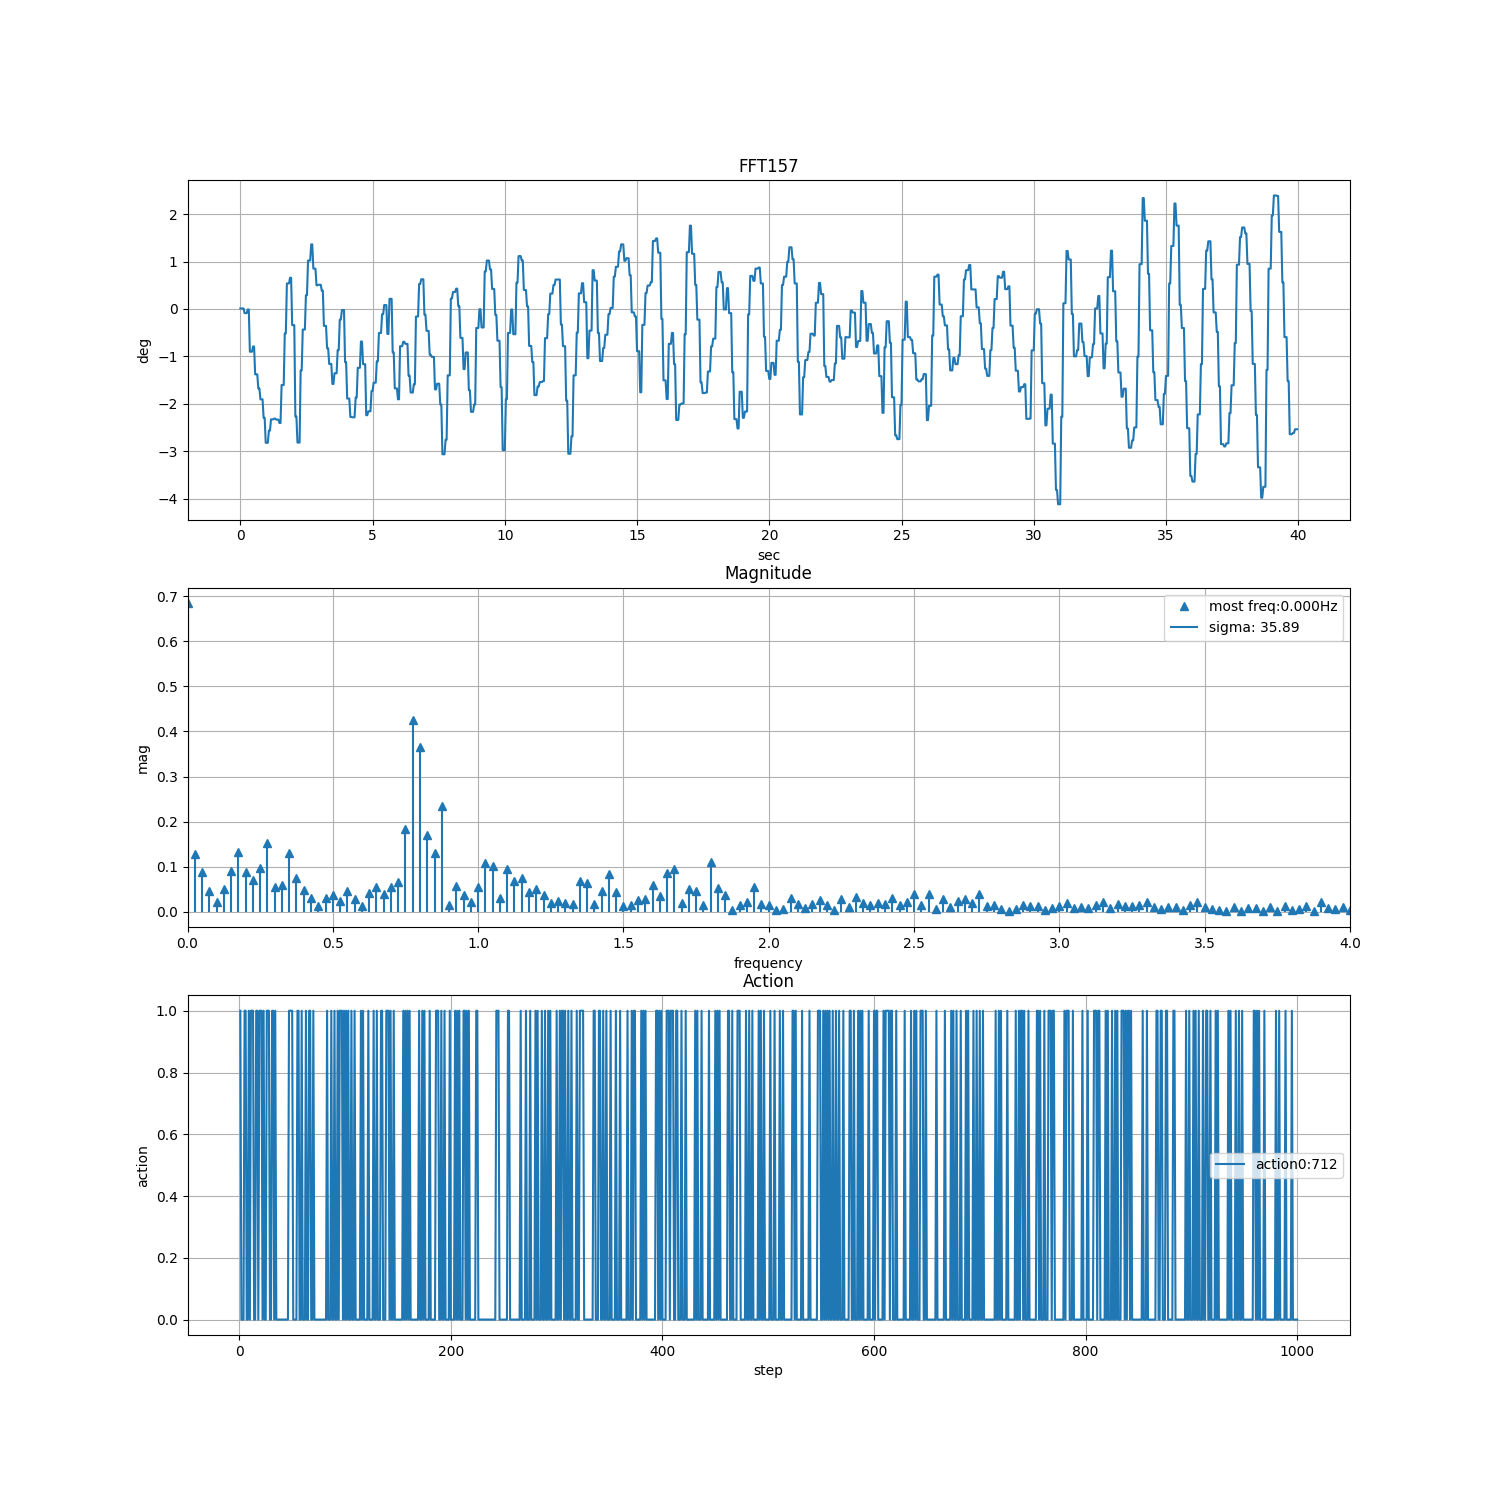 FFT157
2
1
0
−1
−2
−3
−4
deg
0 5 10 15 20 25 30 35 40
sec
Magnitude
0.7
0.6
0.5
0.4
0.3
0.2
0.1
0.0
mag
most freq:0.000Hz
sigma: 35.89
0.0 0.5 1.0 1.5 2.0 2.5 3.0 3.5 4.0
frequency
Action
1.0
0.8
0.6
0.4
0.2
0.0
action
action0:712
0 200 400 600 800 1000
step